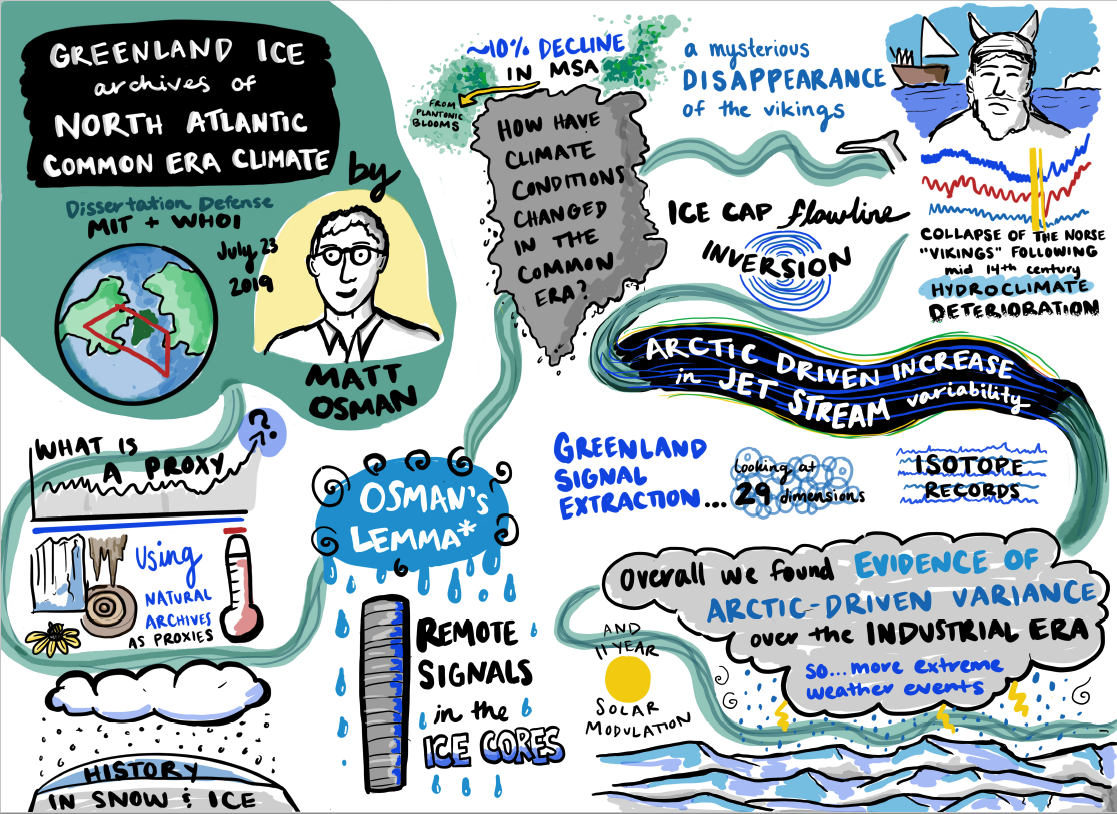 GREENLAND ICE
archives of
NORTH ATLANTIC
COMMON ERA CLIMATE
by
Dissertation Defense
MIT + WHOI
July 23
2019
MATT
OSMAN
WHAT IS
A PROXY
?
Using
NATURAL
ARCHIVES
AS PROXIES
HISTORY
IN SNOW & ICE
OSMAN's
LEMMA*
REMOTE
SIGNALS
in the
ICE CORES
~10% DECLINE
IN MSA
FROM
PLANTONIC
BLOOMS
HOW HAVE
CLIMATE
CONDITIONS
CHANGED
IN THE
COMMON
ERA?
a mysterious
DISAPPEARANCE
of the vikings
ICE CAP flowline
INVERSION
COLLAPSE OF THE NORSE
"VIKINGS" FOLLOWING
mid 14th century
HYDROCLIMATE
DETERIORATION
ARCTIC DRIVEN INCREASE
in JET STREAM variability
GREENLAND
SIGNAL
EXTRACTION...
looking at
29 dimensions
ISOTOPE
RECORDS
Overall we found EVIDENCE OF
ARCTIC-DRIVEN VARIANCE
over the INDUSTRIAL ERA
so...more extreme
weather events
AND
11 YEAR
SOLAR
MODULATION